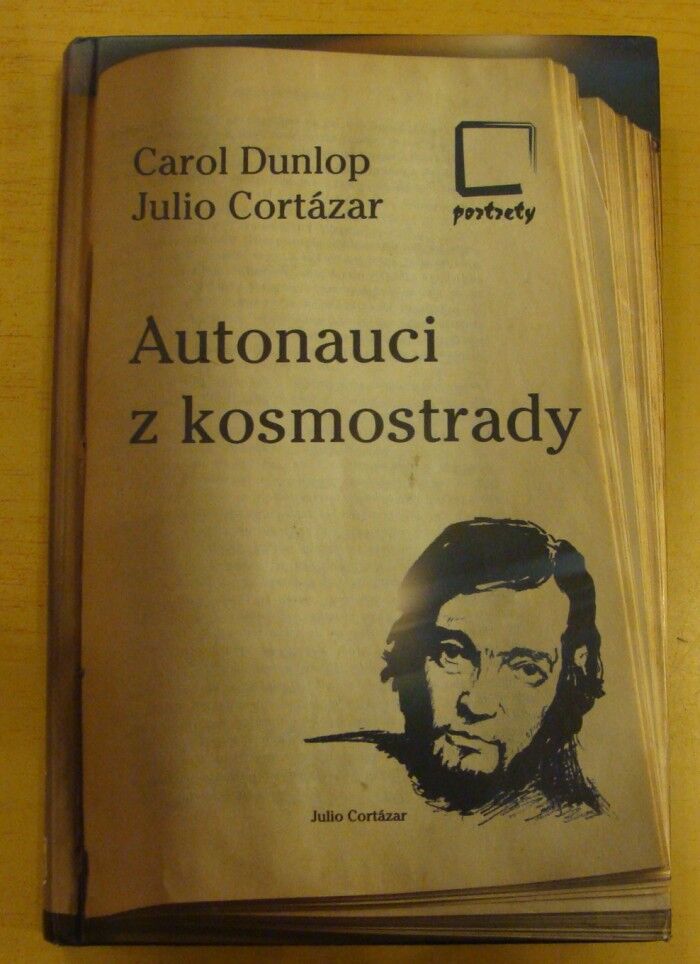 Carol Dunlop
Julio Cortázar
portrety
Autonauci
z kosmostrady
Julio Cortázar